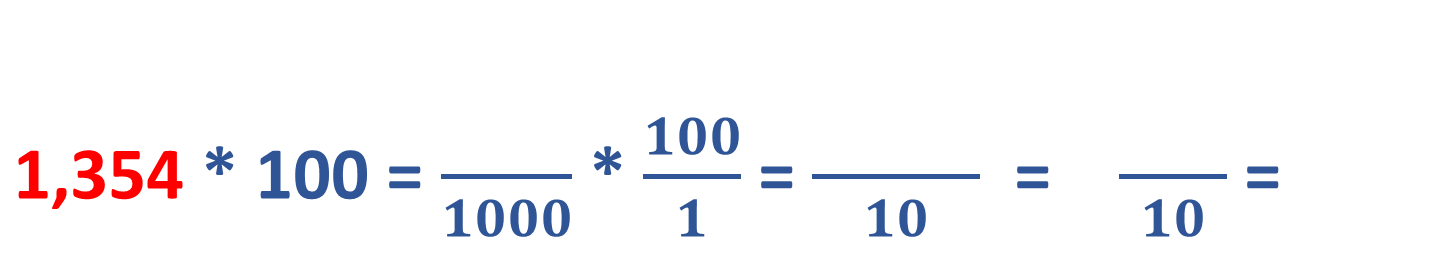 1,354 * 100 = /1000 * 100/1 = /10 = /10 =